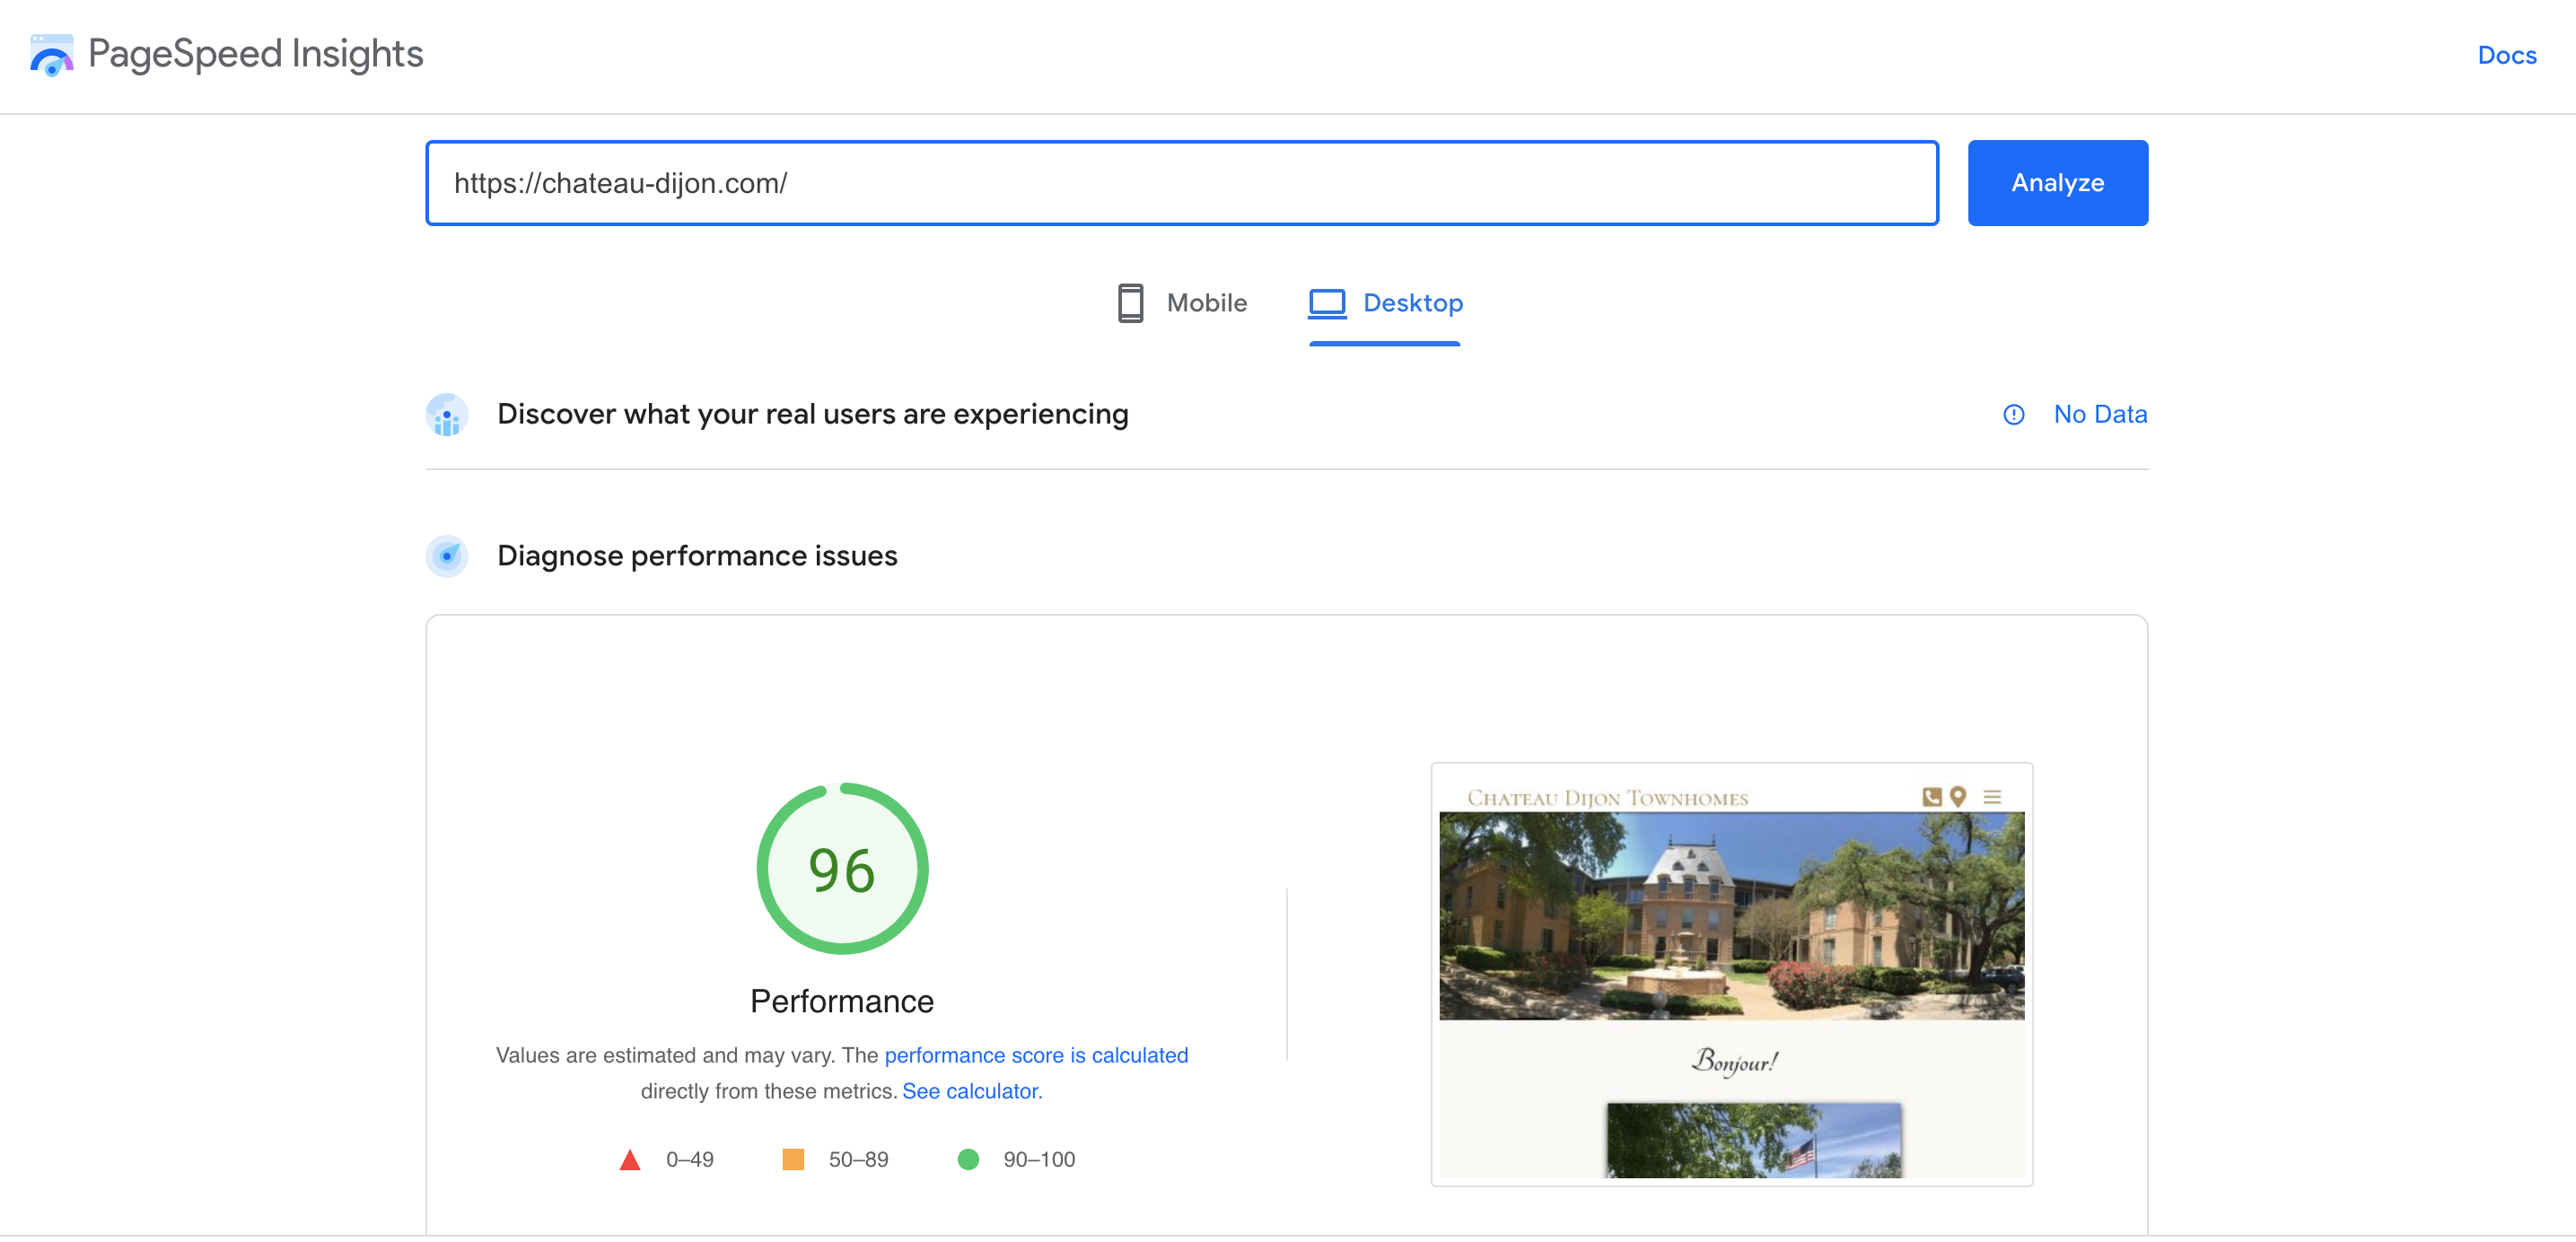 PageSpeed Insights
Docs
https://chateau-dijon.com/
Analyze
Mobile
Desktop
Discover what your real users are experiencing
No Data
Diagnose performance issues
96
Performance
Values are estimated and may vary. The performance score is calculated
directly from these metrics. See calculator.
0–49
50–89
90–100
Chateau Dijon Townhomes
Bonjour!